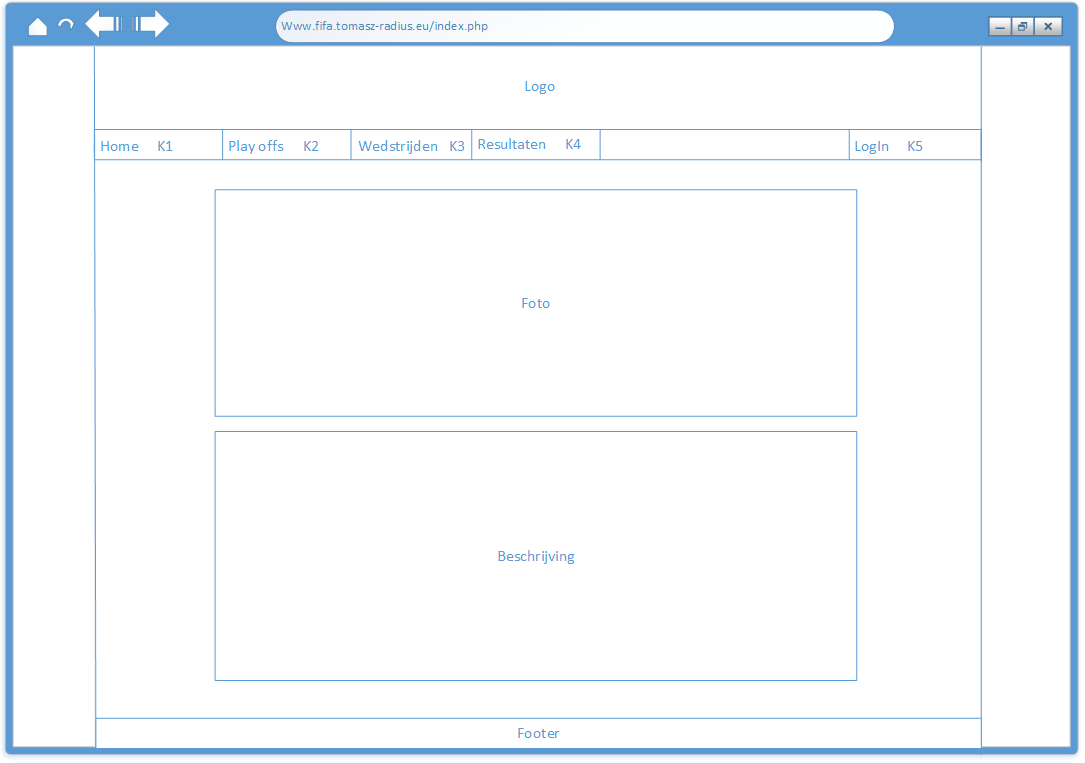 Www.fifa.tomasz-radius.eu/index.php
Logo
Home K1 Play offs K2 Wedstrijden K3 Resultaten K4 LogIn K5
Foto
Beschrijving
Footer